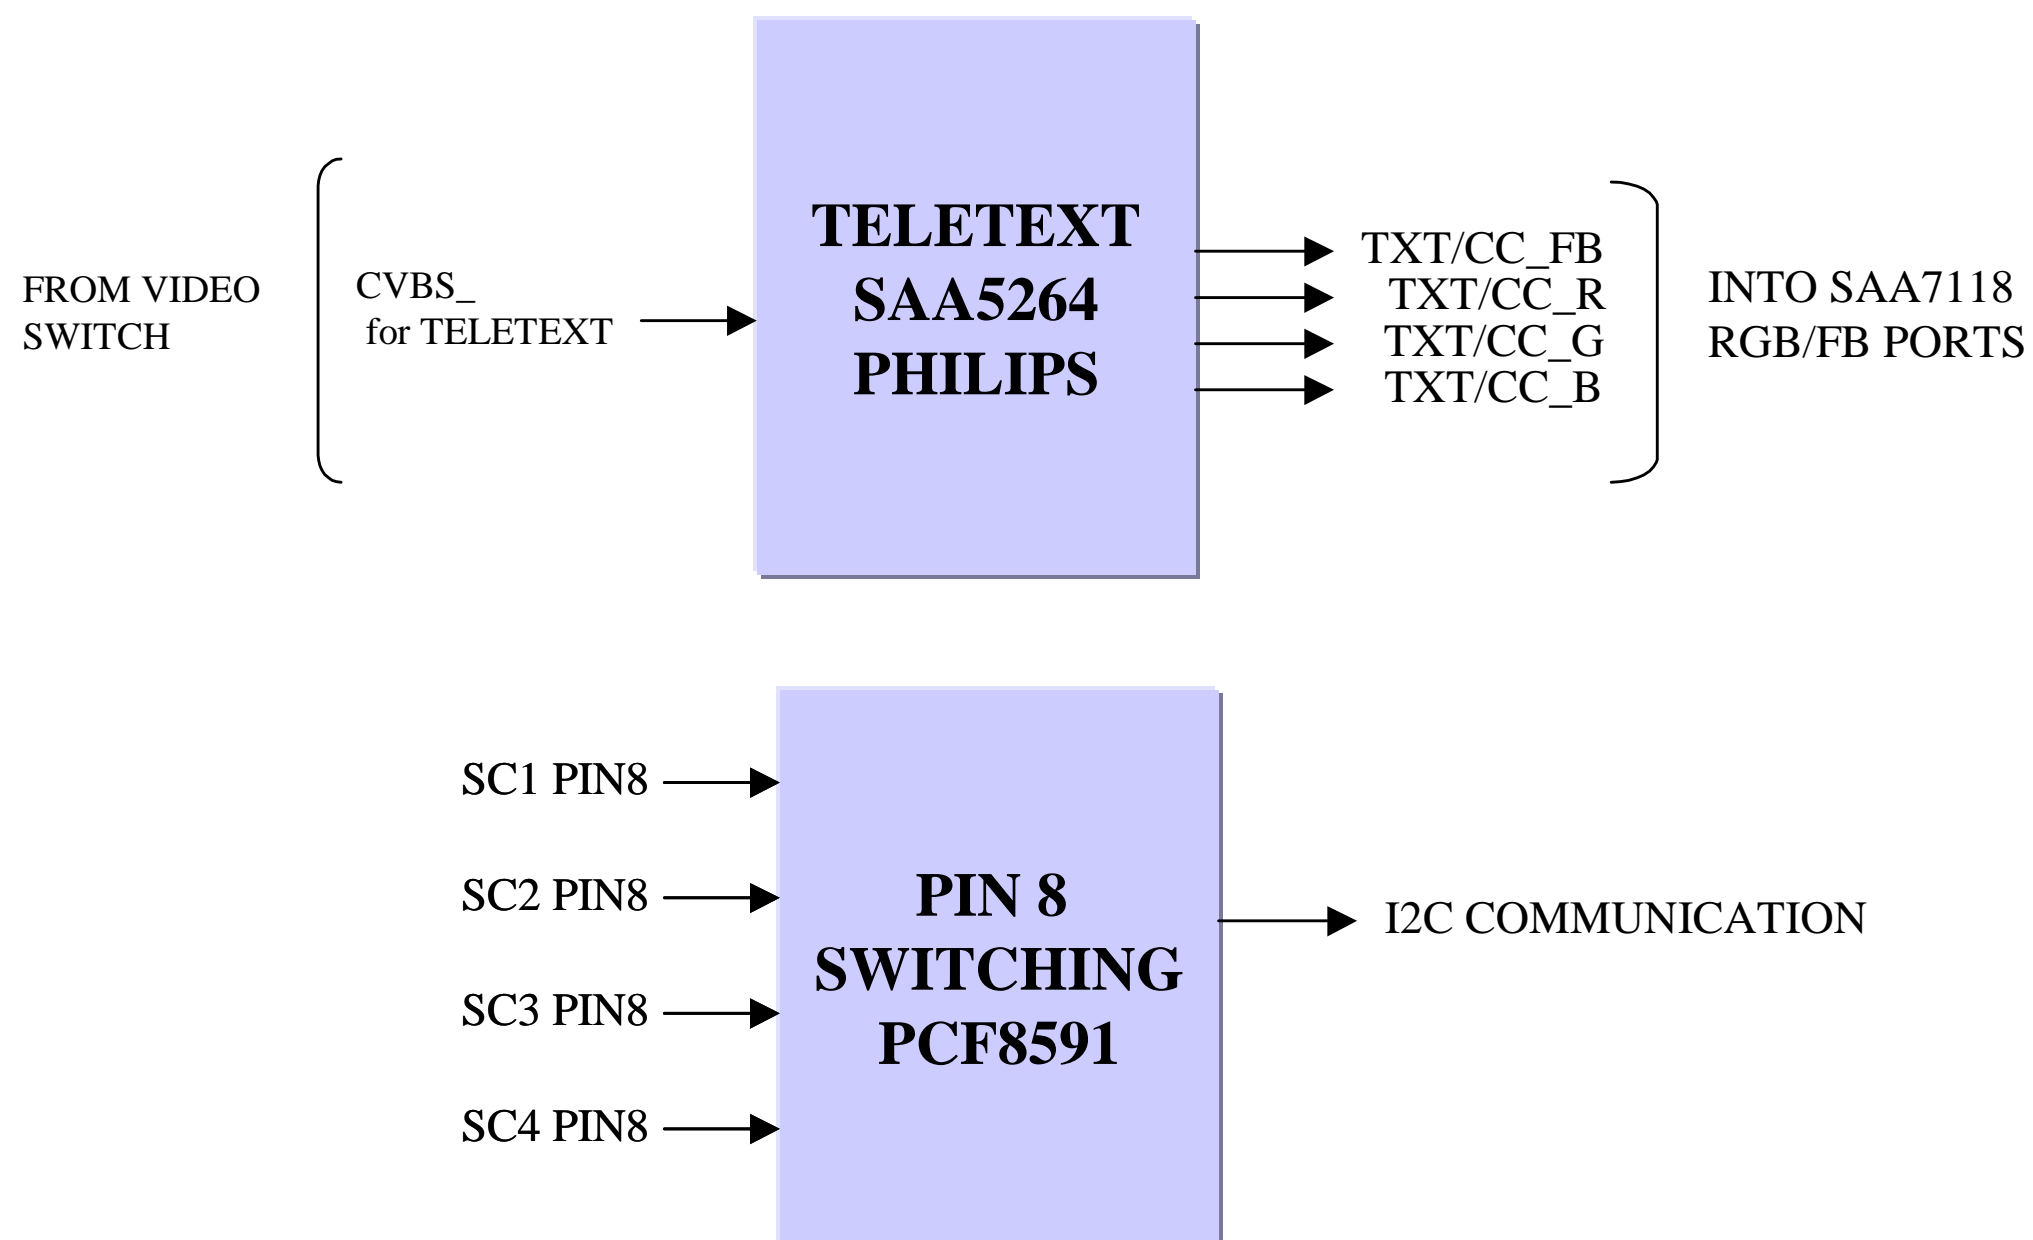 FROM VIDEO
SWITCH
CVBS_
for TELETEXT
TELETEXT
SAA5264
PHILIPS
TXT/CC_FB
TXT/CC_R
TXT/CC_G
TXT/CC_B
INTO SAA7118
RGB/FB PORTS
SC1 PIN8
SC2 PIN8
SC3 PIN8
SC4 PIN8
PIN 8
SWITCHING
PCF8591
I2C COMMUNICATION